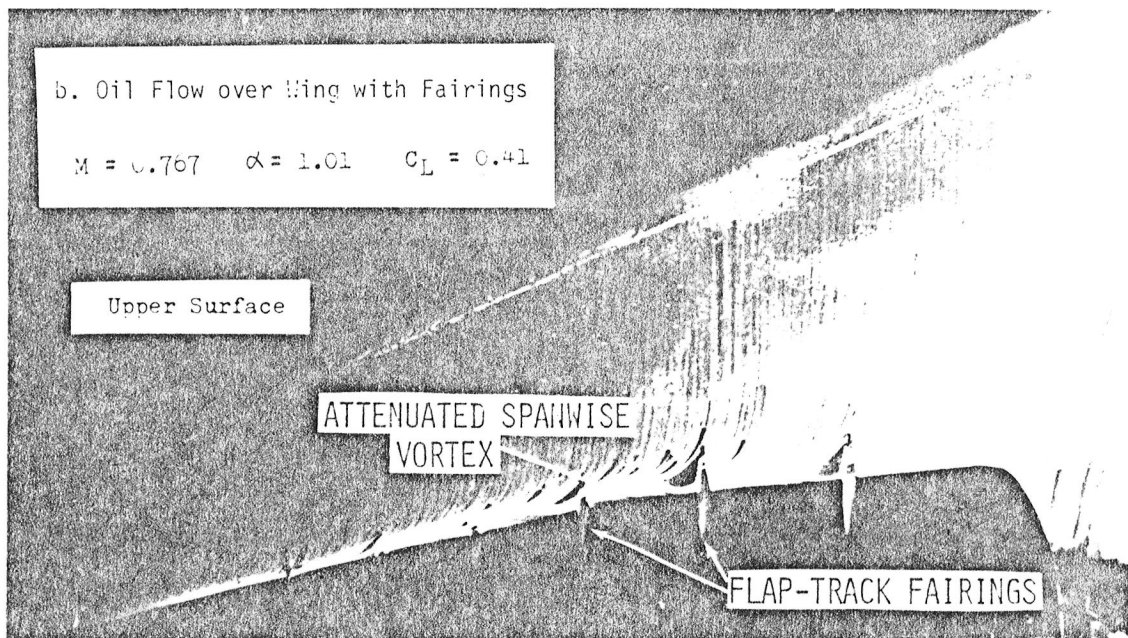 b. Oil Flow over Wing with Fairings
M = 0.767 α = 1.01 C_L = 0.41
Upper Surface
ATTENUATED SPANWISE
VORTEX
FLAP-TRACK FAIRINGS